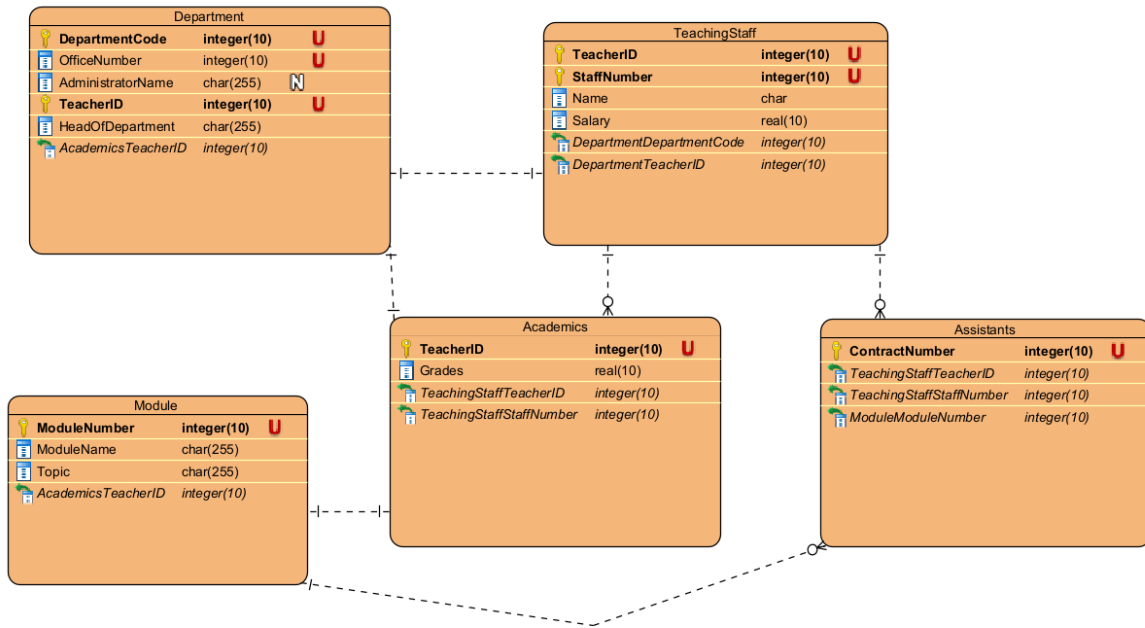 Department
DepartmentCode integer(10) U
OfficeNumber integer(10) U
AdministratorName char(255) N
TeacherID integer(10) U
HeadOfDepartment char(255)
AcademicsTeacherID integer(10)
TeachingStaff
TeacherID integer(10) U
StaffNumber integer(10) U
Name char
Salary real(10)
DepartmentDepartmentCode integer(10)
DepartmentTeacherID integer(10)
Academics
TeacherID integer(10) U
Grades real(10)
TeachingStaffTeacherID integer(10)
TeachingStaffStaffNumber integer(10)
Assistants
ContractNumber integer(10) U
TeachingStaffTeacherID integer(10)
TeachingStaffStaffNumber integer(10)
ModuleModuleNumber integer(10)
Module
ModuleNumber integer(10) U
ModuleName char(255)
Topic char(255)
AcademicsTeacherID integer(10)